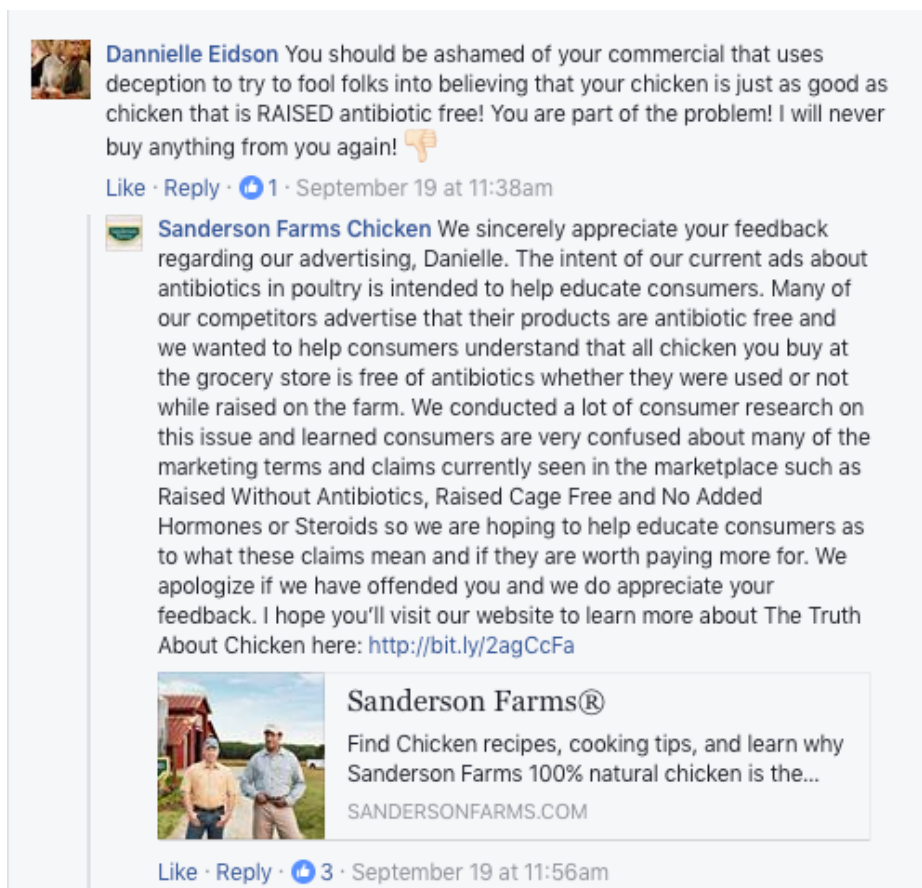 Dannielle Eidson You should be ashamed of your commercial that uses
deception to try to fool folks into believing that your chicken is just as good as
chicken that is RAISED antibiotic free! You are part of the problem! I will never
buy anything from you again!
Like · Reply · 1 · September 19 at 11:38am
Sanderson Farms Chicken We sincerely appreciate your feedback
regarding our advertising, Danielle. The intent of our current ads about
antibiotics in poultry is intended to help educate consumers. Many of
our competitors advertise that their products are antibiotic free and
we wanted to help consumers understand that all chicken you buy at
the grocery store is free of antibiotics whether they were used or not
while raised on the farm. We conducted a lot of consumer research on
this issue and learned consumers are very confused about many of the
marketing terms and claims currently seen in the marketplace such as
Raised Without Antibiotics, Raised Cage Free and No Added
Hormones or Steroids so we are hoping to help educate consumers as
to what these claims mean and if they are worth paying more for. We
apologize if we have offended you and we do appreciate your
feedback. I hope you'll visit our website to learn more about The Truth
About Chicken here: http://bit.ly/2agCcFa
Sanderson Farms®
Find Chicken recipes, cooking tips, and learn why
Sanderson Farms 100% natural chicken is the...
SANDERSONFARMS.COM
Like · Reply · 3 · September 19 at 11:56am